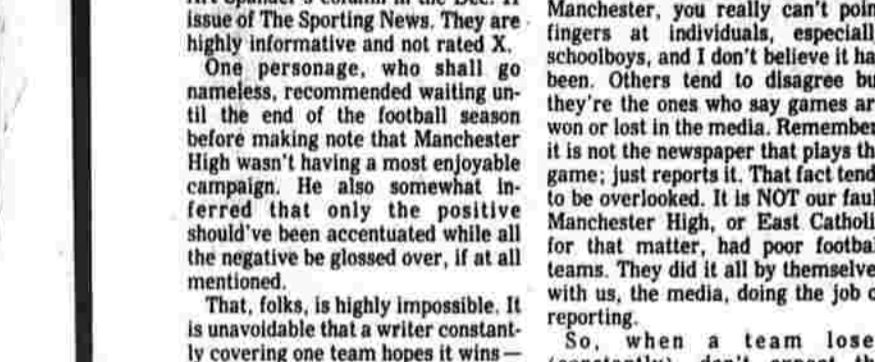 issue of The Sporting News. They are
highly informative and not rated X.
One personage, who shall go
nameless, recommended waiting un-
til the end of the football season
before making note that Manchester
High wasn't having a most enjoyable
campaign. He also somewhat in-
ferred that only the positive
should've been accentuated while all
the negative be glossed over, if at all
mentioned.
That, folks, is highly impossible. It
is unavoidable that a writer constant-
ly covering one team hopes it wins—
Manchester, you really can't poin
fingers at individuals, especiall
schoolboys, and I don't believe it ha
been. Others tend to disagree bu
they're the ones who say games ar
won or lost in the media. Remember
it is not the newspaper that plays th
game; just reports it. That fact tend
to be overlooked. It is NOT our faul
Manchester High, or East Catholi
for that matter, had poor footbal
teams. They did it all by themselve
with us, the media, doing the job o
reporting.
So, when a team lose